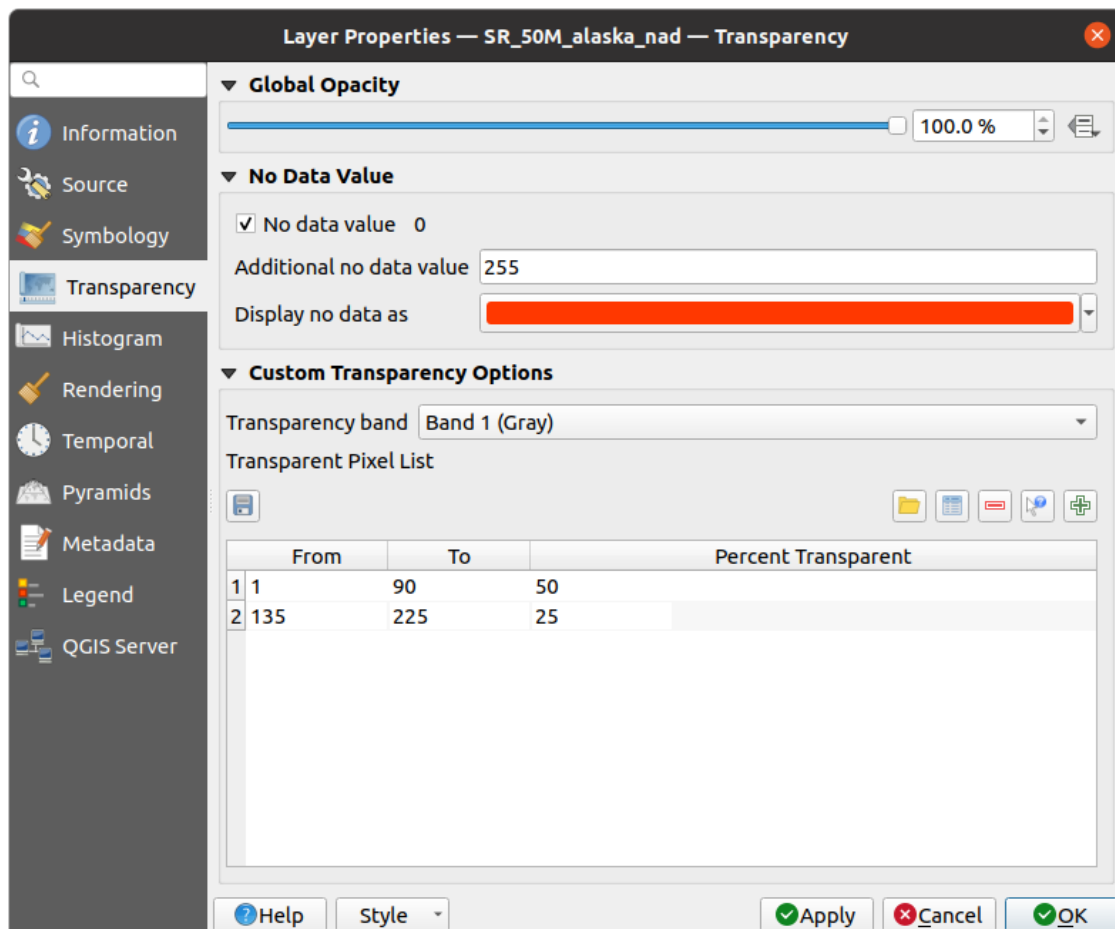 Layer Properties — SR_50M_alaska_nad — Transparency
Information
Source
Symbology
Transparency
Histogram
Rendering
Temporal
Pyramids
Metadata
Legend
QGIS Server
Global Opacity
100.0 %
No Data Value
No data value 0
Additional no data value 255
Display no data as
Custom Transparency Options
Transparency band Band 1 (Gray)
Transparent Pixel List
From To Percent Transparent
1 1 90 50
2 135 225 25
Help Style Apply Cancel OK